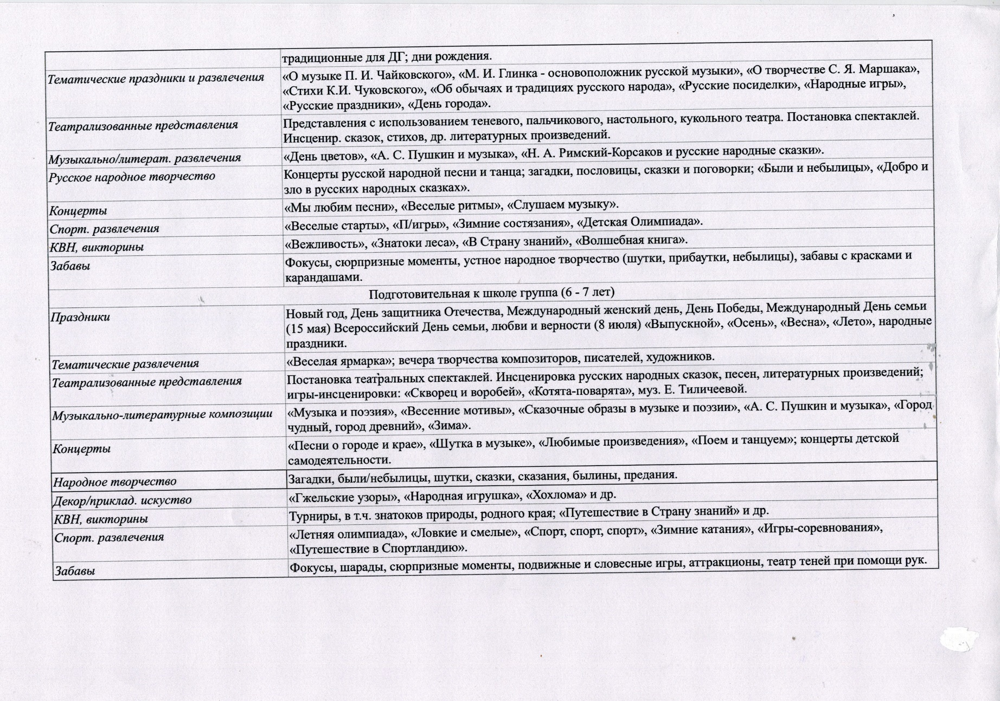 традиционные для ДГ; дни рождения.
Тематические праздники и развлечения
«О музыке П. И. Чайковского», «М. И. Глинка - основоположник русской музыки», «О творчестве С. Я. Маршака»,
«Стихи К.И. Чуковского», «Об обычаях и традициях русского народа», «Русские посиделки», «Народные игры»,
«Русские праздники», «День города».
Театрализованные представления
Представления с использованием теневого, пальчикового, настольного, кукольного театра. Постановка спектаклей.
Инсценир. сказок, стихов, др. литературных произведений.
Музыкально/литерат. развлечения
«День цветов», «А. С. Пушкин и музыка», «Н. А. Римский-Корсаков и русские народные сказки».
Русское народное творчество
Концерты русской народной песни и танца; загадки, пословицы, сказки и поговорки; «Были и небылицы», «Добро и
зло в русских народных сказках».
Концерты
«Мы любим песни», «Веселые ритмы», «Слушаем музыку».
Спорт. развлечения
«Веселые старты», «П/игры», «Зимние состязания», «Детская Олимпиада».
КВН, викторины
«Вежливость», «Знатоки леса», «В Страну знаний», «Волшебная книга».
Забавы
Фокусы, сюрпризные моменты, устное народное творчество (шутки, прибаутки, небылицы), забавы с красками и
карандашами.
Подготовительная к школе группа (6 - 7 лет)
Праздники
Новый год, День защитника Отечества, Международный женский день, День Победы, Международный День семьи
(15 мая) Всероссийский День семьи, любви и верности (8 июля) «Выпускной», «Осень», «Весна», «Лето», народные
праздники.
Тематические развлечения
«Веселая ярмарка»; вечера творчества композиторов, писателей, художников.
Театрализованные представления
Постановка театральных спектаклей. Инсценировка русских народных сказок, песен, литературных произведений;
игры-инсценировки: «Скворец и воробей», «Котята-поварята», муз. Е. Тиличеевой.
Музыкально-литературные композиции
«Музыка и поэзия», «Весенние мотивы», «Сказочные образы в музыке и поэзии», «А. С. Пушкин и музыка», «Город
чудный, город древний», «Зима».
Концерты
«Песни о городе и крае», «Шутка в музыке», «Любимые произведения», «Поем и танцуем»; концерты детской
самодеятельности.
Народное творчество
Загадки, были/небылицы, шутки, сказки, сказания, былины, предания.
Декор/приклад. искуство
«Гжельские узоры», «Народная игрушка», «Хохлома» и др.
КВН, викторины
Турниры, в т.ч. знатоков природы, родного края; «Путешествие в Страну знаний» и др.
Спорт. развлечения
«Летняя олимпиада», «Ловкие и смелые», «Спорт, спорт, спорт», «Зимние катания», «Игры-соревнования»,
«Путешествие в Спортландию».
Забавы
Фокусы, шарады, сюрпризные моменты, подвижные и словесные игры, аттракционы, театр теней при помощи рук.